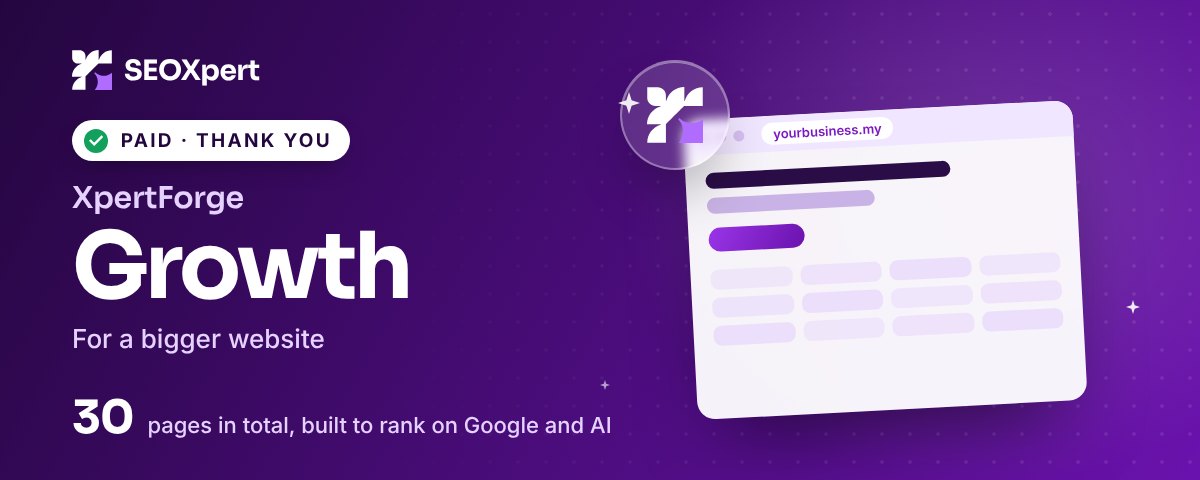 SEOXpert
PAID · THANK YOU
XpertForge
Growth
For a bigger website
30 pages in total, built to rank on Google and AI
yourbusiness.my